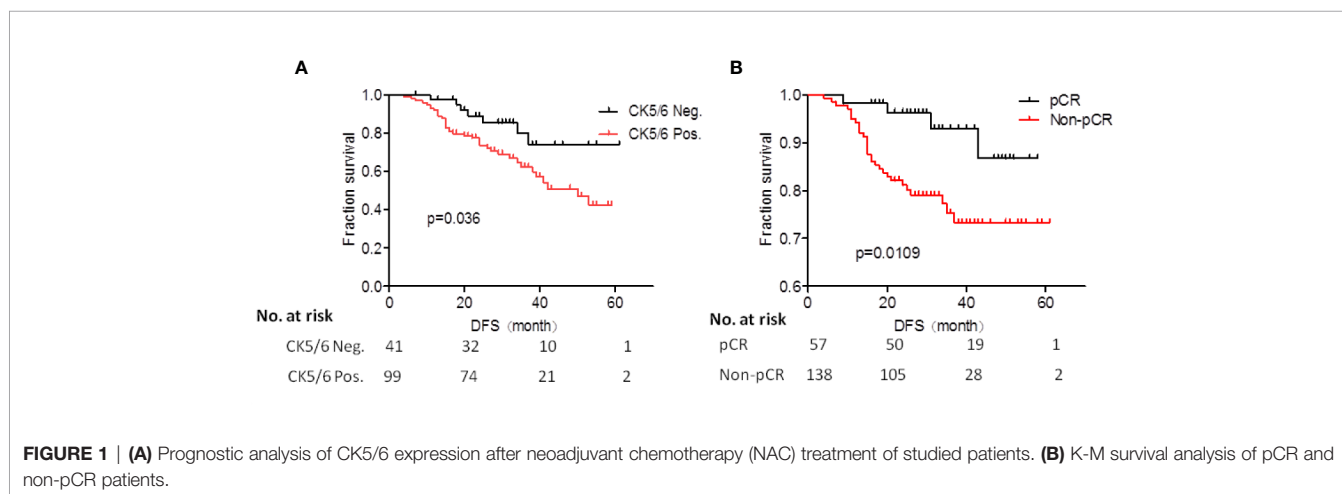 A
1.0
0.8
0.6
0.4
0.2
0.0
Fraction survival
CK5/6 Neg.
CK5/6 Pos.
p=0.036
0 20 40 60
DFS (month)
No. at risk
CK5/6 Neg. 41 32 10 1
CK5/6 Pos. 99 74 21 2
B
1.0
0.9
0.8
0.7
0.6
Fraction survival
pCR
Non-pCR
p=0.0109
0 20 40 60
DFS (month)
No. at risk
pCR 57 50 19 1
Non-pCR 138 105 28 2
FIGURE 1 | (A) Prognostic analysis of CK5/6 expression after neoadjuvant chemotherapy (NAC) treatment of studied patients. (B) K-M survival analysis of pCR and
non-pCR patients.